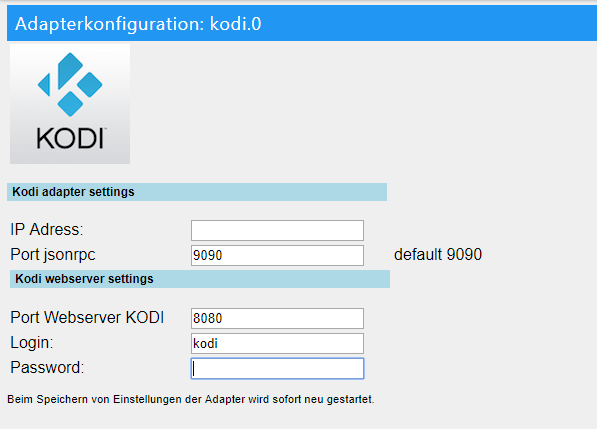 Adapterkonfiguration: kodi.0
KODI
Kodi adapter settings
IP Adress:
Port jsonrpc 9090 default 9090
Kodi webserver settings
Port Webserver KODI 8080
Login: kodi
Password:
Beim Speichern von Einstellungen der Adapter wird sofort neu gestartet.